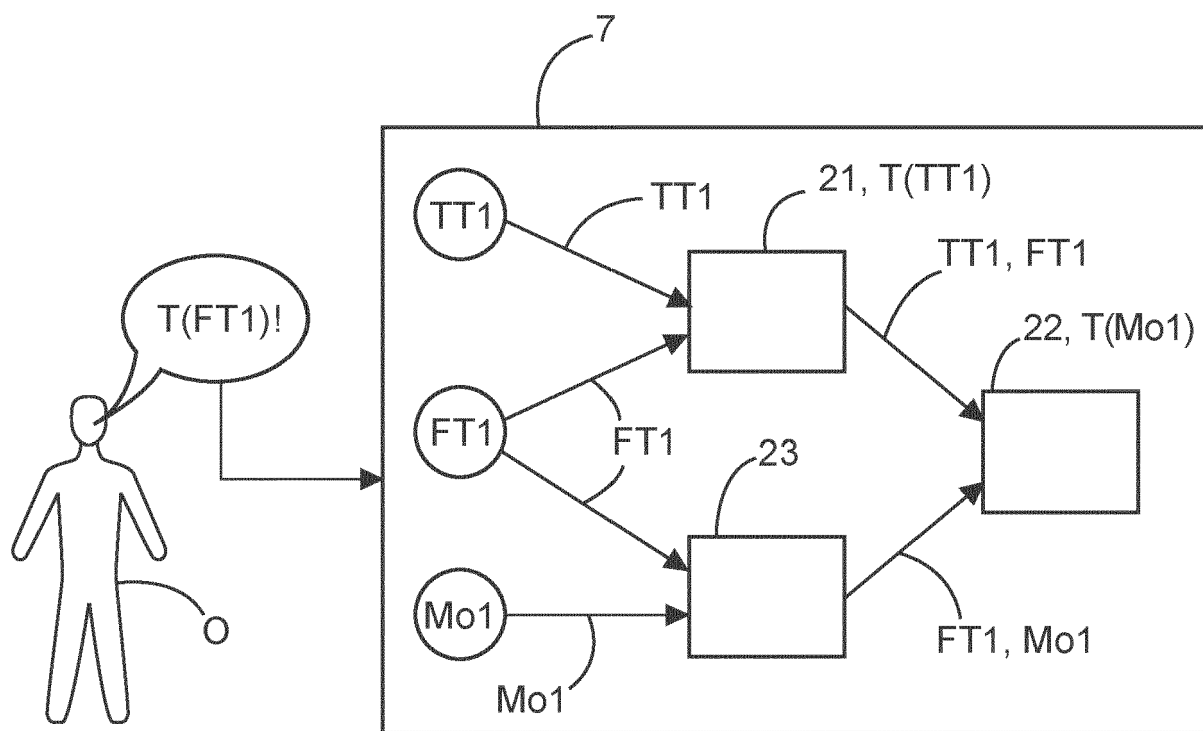 7
TT1
TT1
21, T(TT1)
TT1, FT1
T(FT1)!
22, T(Mo1)
FT1
FT1
23
Mo1
O
FT1, Mo1
Mo1